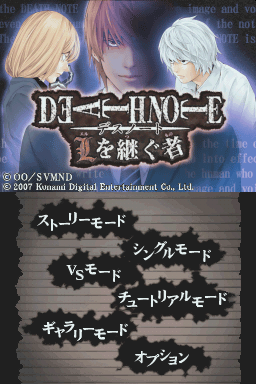 DEATH NOTE
デスノート
Lを継ぐ者
©OO/SVMND
© 2007 Konami Digital Entertainment Co., Ltd.
ストーリーモード
シングルモード
VSモード
チュートリアルモード
ギャラリーモード
オプション